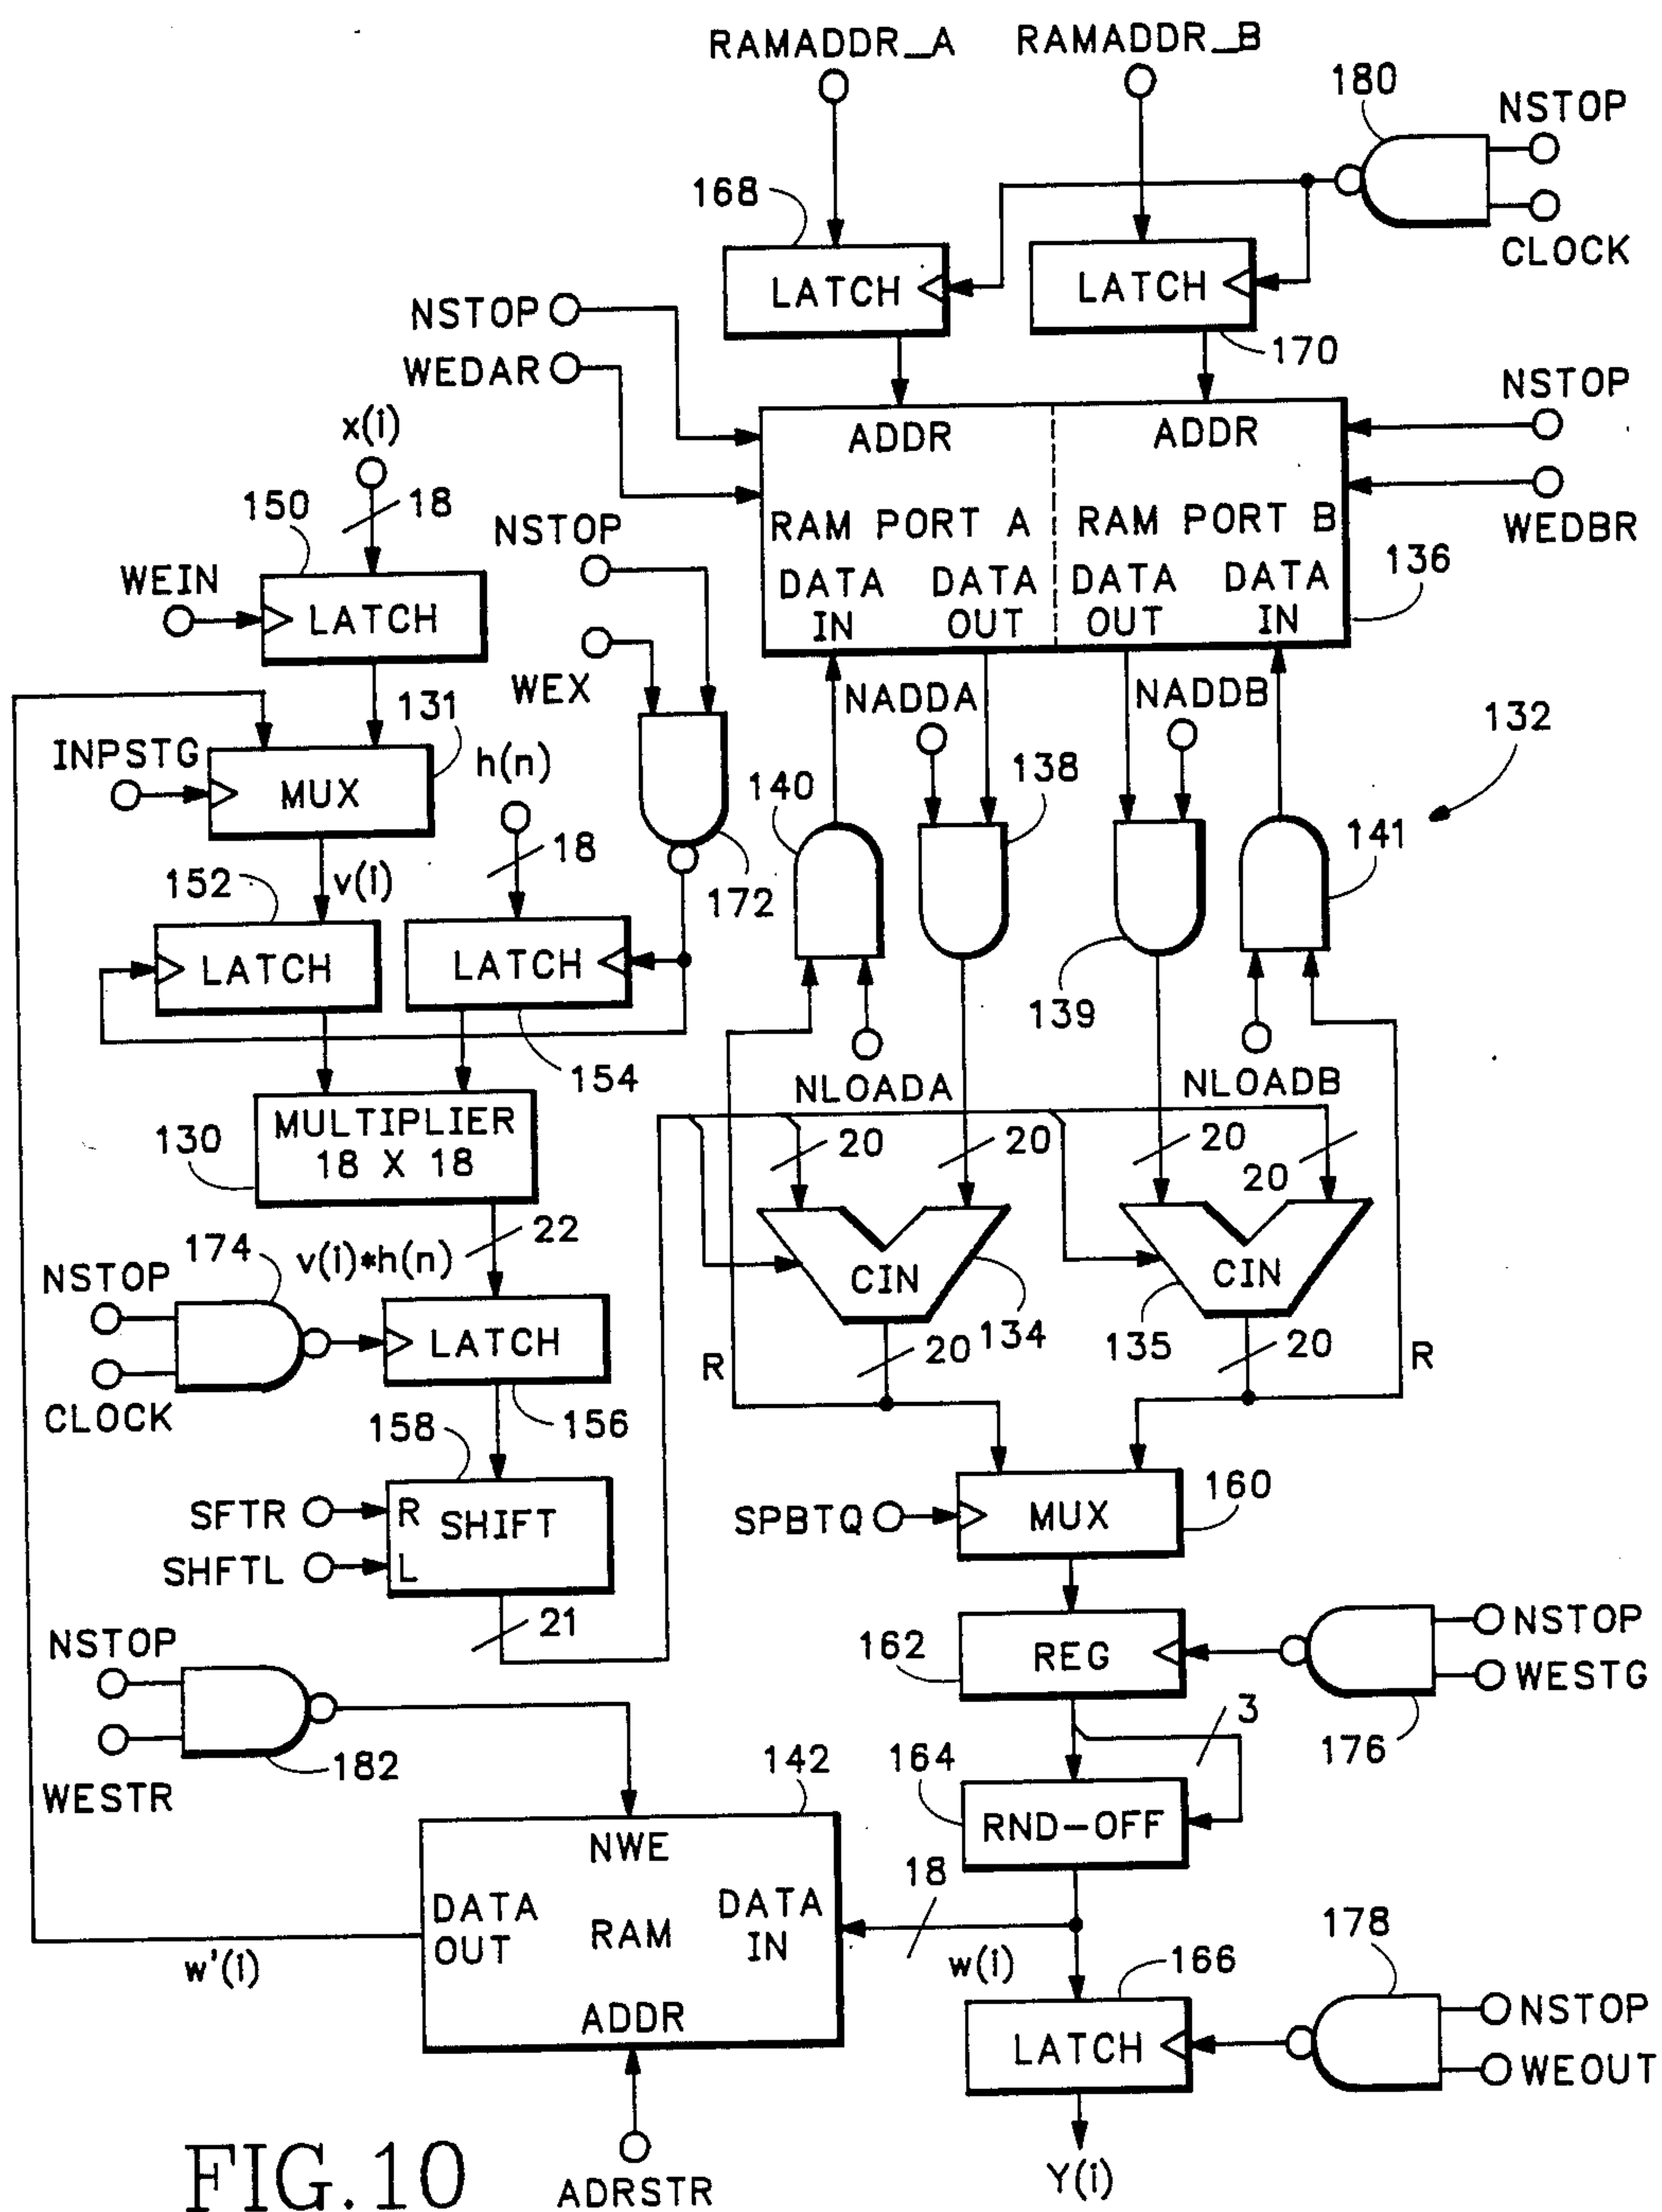 RAMADDR_A RAMADDR_B
180 NSTOP
168
CLOCK
LATCH LATCH
NSTOP 170
WEDAR NSTOP
x(i) ADDR ADDR
150 18 NSTOP RAM PORT A RAM PORT B WEDBR
WEIN DATA IN DATA OUT DATA OUT DATA IN 136
LATCH
WEX
131 NADDA NADDB 132
INPSTG h(n) 138
MUX 140
18 141
152 v(i) 172
LATCH LATCH
139
154 NLOADA NLOADB
MULTIPLIER
130 18 X 18 20 20 20 20
174 v(i)*h(n) 22
NSTOP CIN CIN
LATCH 134 135
R 20 20 R
CLOCK 156
158
160
SFTR R SHIFT SPBTQ MUX
SHFTL L
21 NSTOP
NSTOP 162 REG
WESTG
3
182 142 164 176
WESTR RND-OFF
NWE
18
DATA OUT RAM DATA IN 178
w'(i) w(i) 166
NSTOP
ADDR LATCH
WEOUT
FIG.10 ADRSTR Y(i)